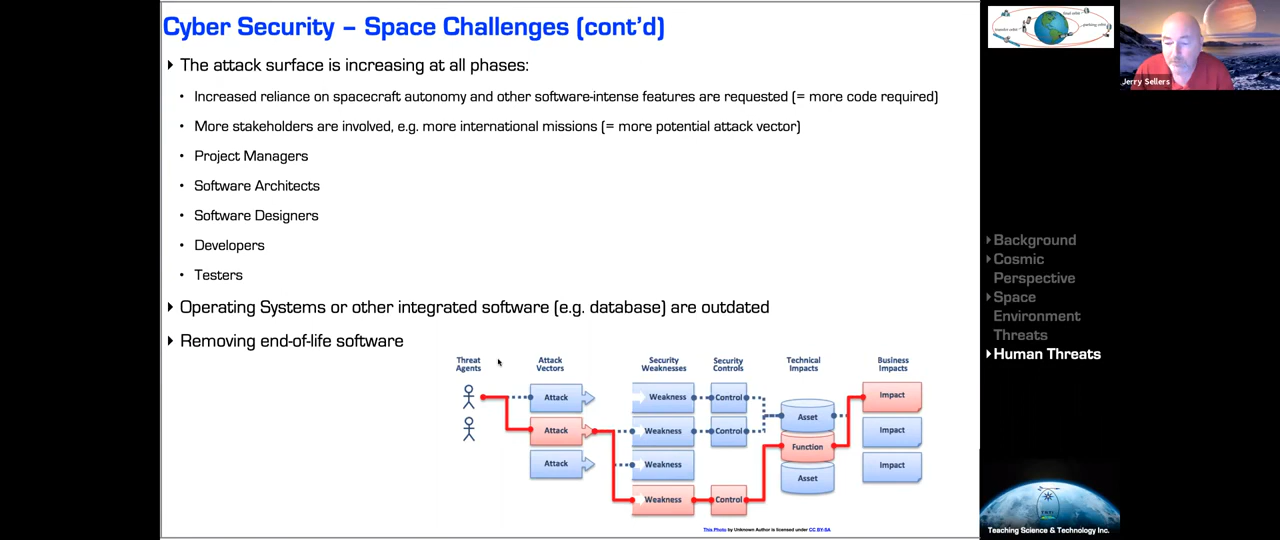 Cyber Security – Space Challenges (cont'd)
The attack surface is increasing at all phases:
Increased reliance on spacecraft autonomy and other software-intense features are requested (= more code required)
More stakeholders are involved, e.g. more international missions (= more potential attack vector)
Project Managers
Software Architects
Software Designers
Developers
Testers
Operating Systems or other integrated software (e.g. database) are outdated
Removing end-of-life software
Threat Agents
Attack Vectors
Security Weaknesses
Security Controls
Technical Impacts
Business Impacts
Attack
Weakness
Control
Asset
Impact
Attack
Weakness
Control
Function
Impact
Attack
Weakness
Asset
Impact
Weakness
Control
This Photo by Unknown Author is licensed under CC BY-SA
Jerry Sellers
Background
Cosmic
Perspective
Space
Environment
Threats
Human Threats
Teaching Science & Technology Inc.